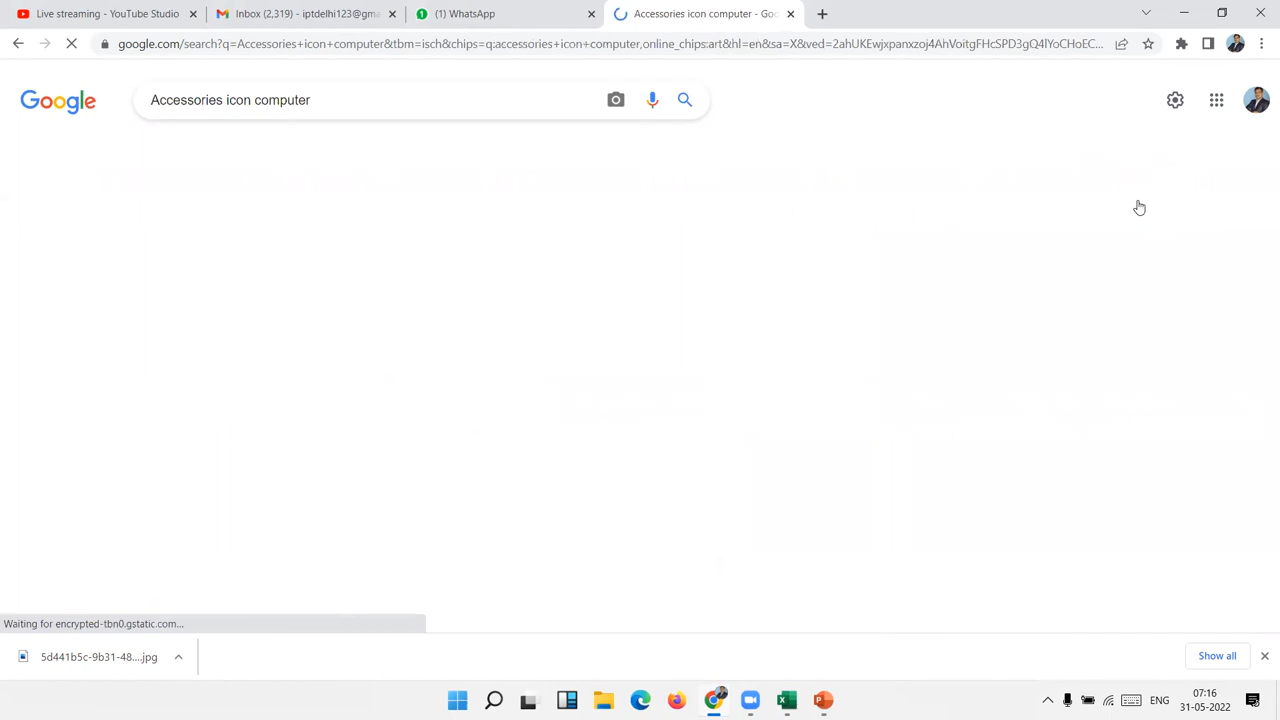 Live streaming - YouTube Studio
Inbox (2,319) - iptdelhi123@gma
(1) WhatsApp
Accessories icon computer - Goo
google.com/search?q=Accessories+icon+computer&tbm=isch&chips=q:accessories+icon+computer,online_chips:art&hl=en&sa=X&ved=2ahUKEwjxpanxzoj4AhVoitgFHcSPD3gQ4lYoCHoEC...
Google
Accessories icon computer
Waiting for encrypted-tbn0.gstatic.com...
5d441b5c-9b31-48....jpg
Show all
ENG
07:16
31-05-2022